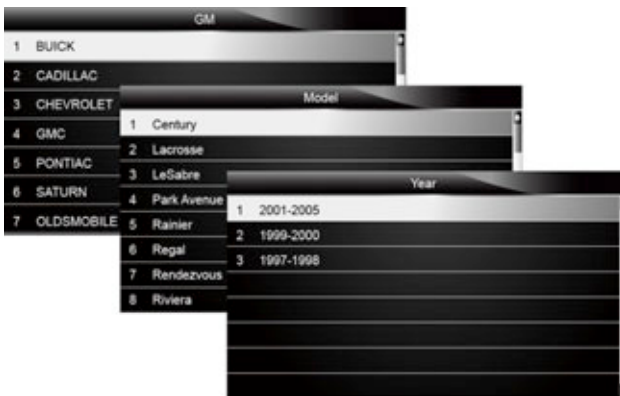 GM
1 BUICK
2 CADILLAC
3 CHEVROLET
4 GMC
5 PONTIAC
6 SATURN
7 OLDSMOBILE
Model
1 Century
2 Lacrosse
3 LeSabre
4 Park Avenue
5 Rainier
6 Regal
7 Rendezvous
8 Riviera
Year
1 2001-2005
2 1999-2000
3 1997-1998